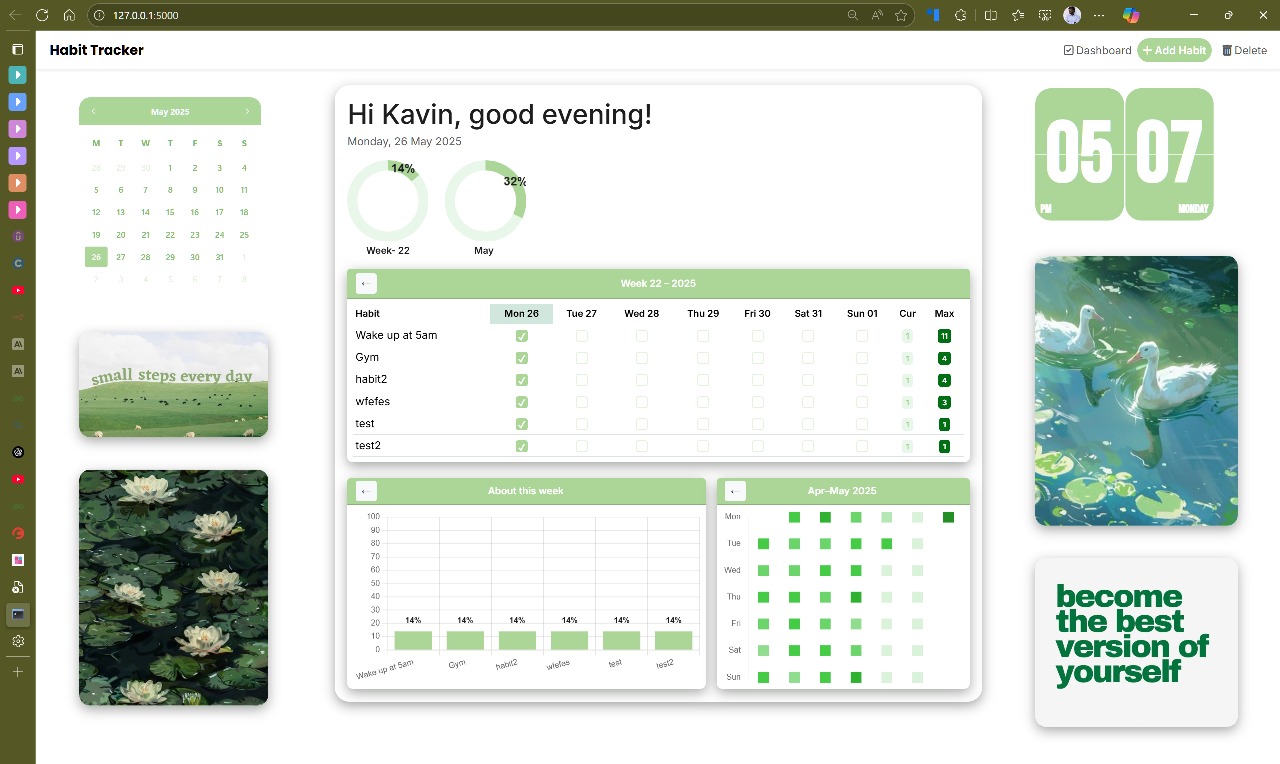 127.0.0.1:5000
Habit Tracker
Dashboard
+ Add Habit
Delete
May 2025
M T W T F S S
28 29 30 1 2 3 4
5 6 7 8 9 10 11
12 13 14 15 16 17 18
19 20 21 22 23 24 25
26 27 28 29 30 31 1
2 3 4 5 6 7 8
small steps every day
Hi Kavin, good evening!
Monday, 26 May 2025
14%
32%
Week- 22
May
← Week 22 – 2025
Habit Mon 26 Tue 27 Wed 28 Thu 29 Fri 30 Sat 31 Sun 01 Cur Max
Wake up at 5am 1 11
Gym 1 4
habit2 1 4
wfefes 1 3
test 1 1
test2 1 1
← About this week
100
90
80
70
60
50
40
30
20
10
0
14% 14% 14% 14% 14% 14%
Wake up at 5am Gym habit2 wfefes test test2
← Apr–May 2025
Mon
Tue
Wed
Thu
Fri
Sat
Sun
05 07
PM MONDAY
become
the best
version of
yourself